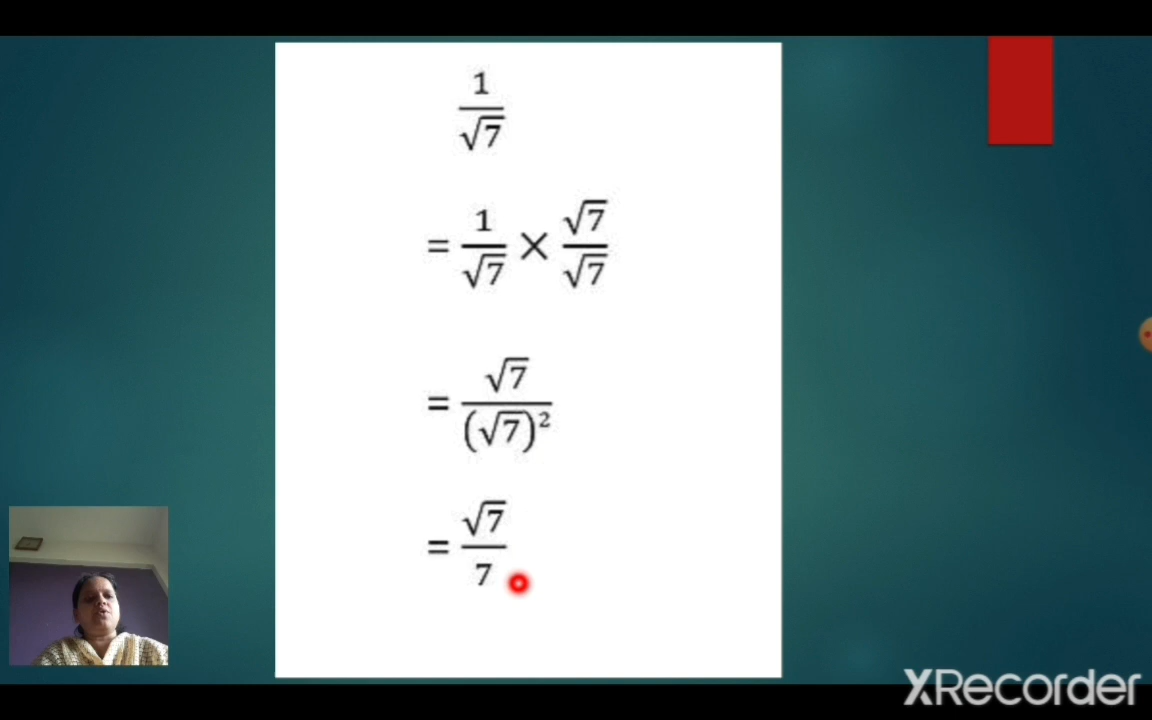 1/√7
= 1/√7 × √7/√7
= √7/(√7)²
= √7/7
XRecorder